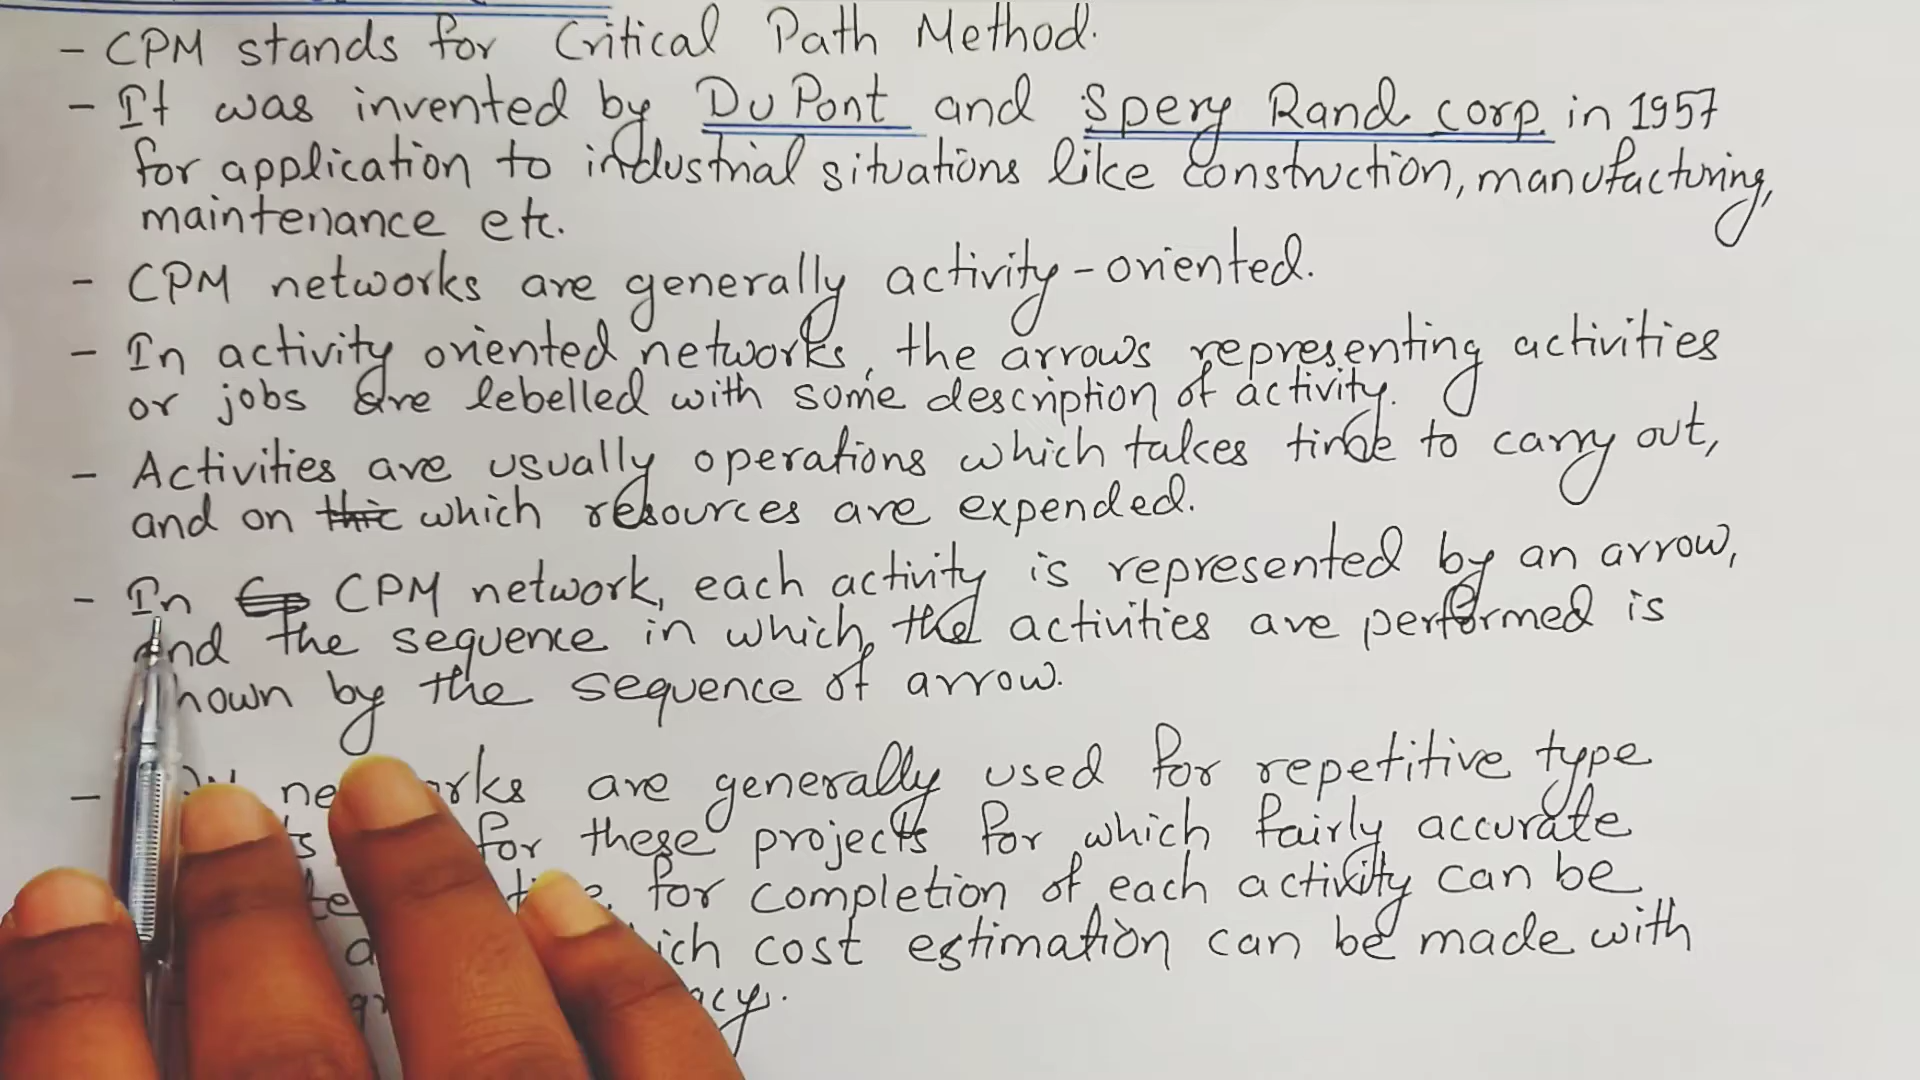 - CPM stands for Critical Path Method.
- It was invented by DuPont and Spery Rand corp in 1957
for application to industrial situations like construction, manufacturing,
maintenance etc.
- CPM networks are generally activity-oriented.
- In activity oriented networks, the arrows representing activities
or jobs are lebelled with some description of activity.
- Activities are usually operations which takes time to carry out,
and on which resources are expended.
- In CPM network, each activity is represented by an arrow,
and the sequence in which the activities are performed is
by the sequence of arrow.
- are generally used for repetitive type
for these projects for which fairly accurate
for completion of each activity can be
cost estimation can be made with